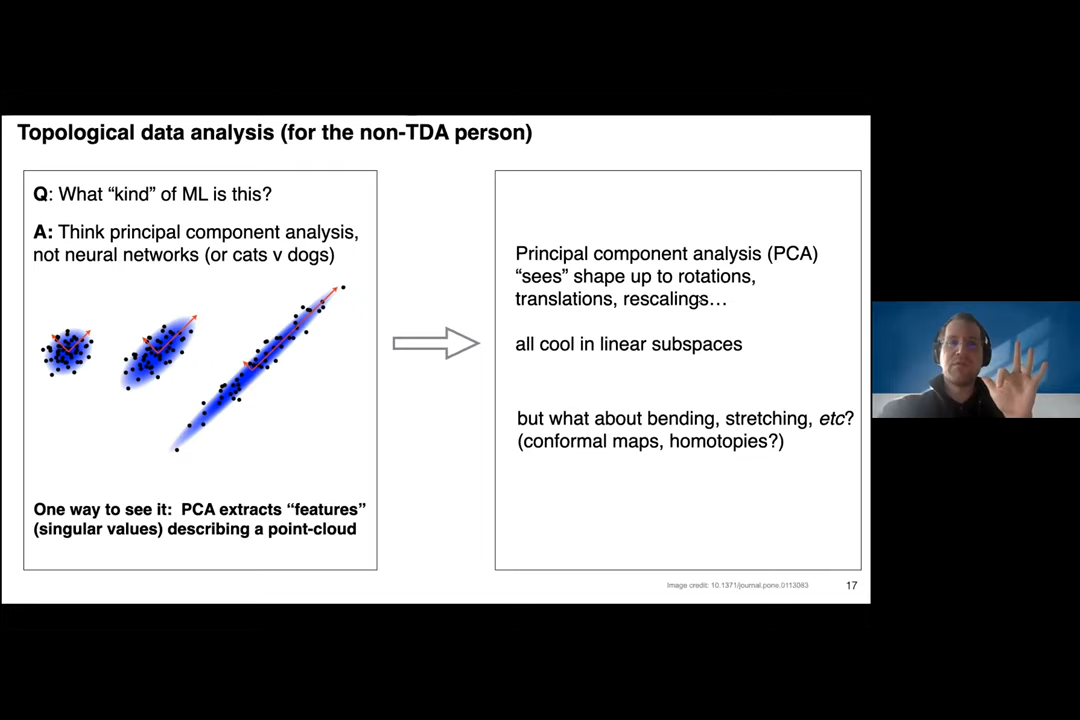 Topological data analysis (for the non-TDA person)
Q: What “kind” of ML is this?
A: Think principal component analysis,
not neural networks (or cats v dogs)
One way to see it:  PCA extracts “features”
(singular values) describing a point-cloud
Principal component analysis (PCA)
“sees” shape up to rotations,
translations, rescalings…
all cool in linear subspaces
but what about bending, stretching, etc?
(conformal maps, homotopies?)
Image credit: 10.1371/journal.pone.0113083
17